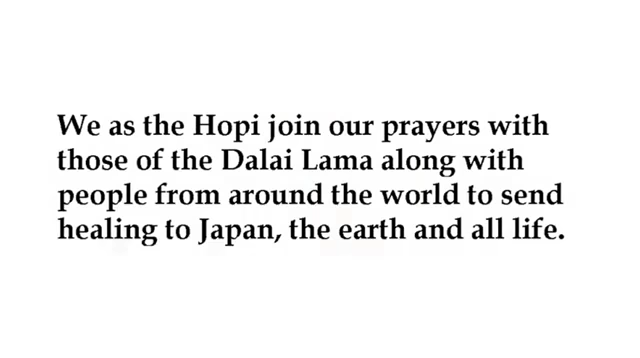 We as the Hopi join our prayers with
those of the Dalai Lama along with
people from around the world to send
healing to Japan, the earth and all life.